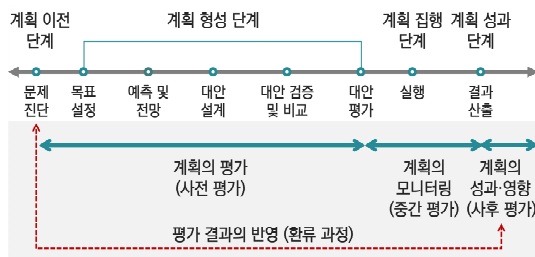 계획 이전
단계
계획 형성 단계
계획 집행
단계
계획 성과
단계
문제
진단
목표
설정
예측 및
전망
대안
설계
대안 검증
및 비교
대안
평가
실행
결과
산출
계획의 평가
(사전 평가)
계획의
모니터링
(중간 평가)
계획의
성과·영향
(사후 평가)
평가 결과의 반영 (환류 과정)